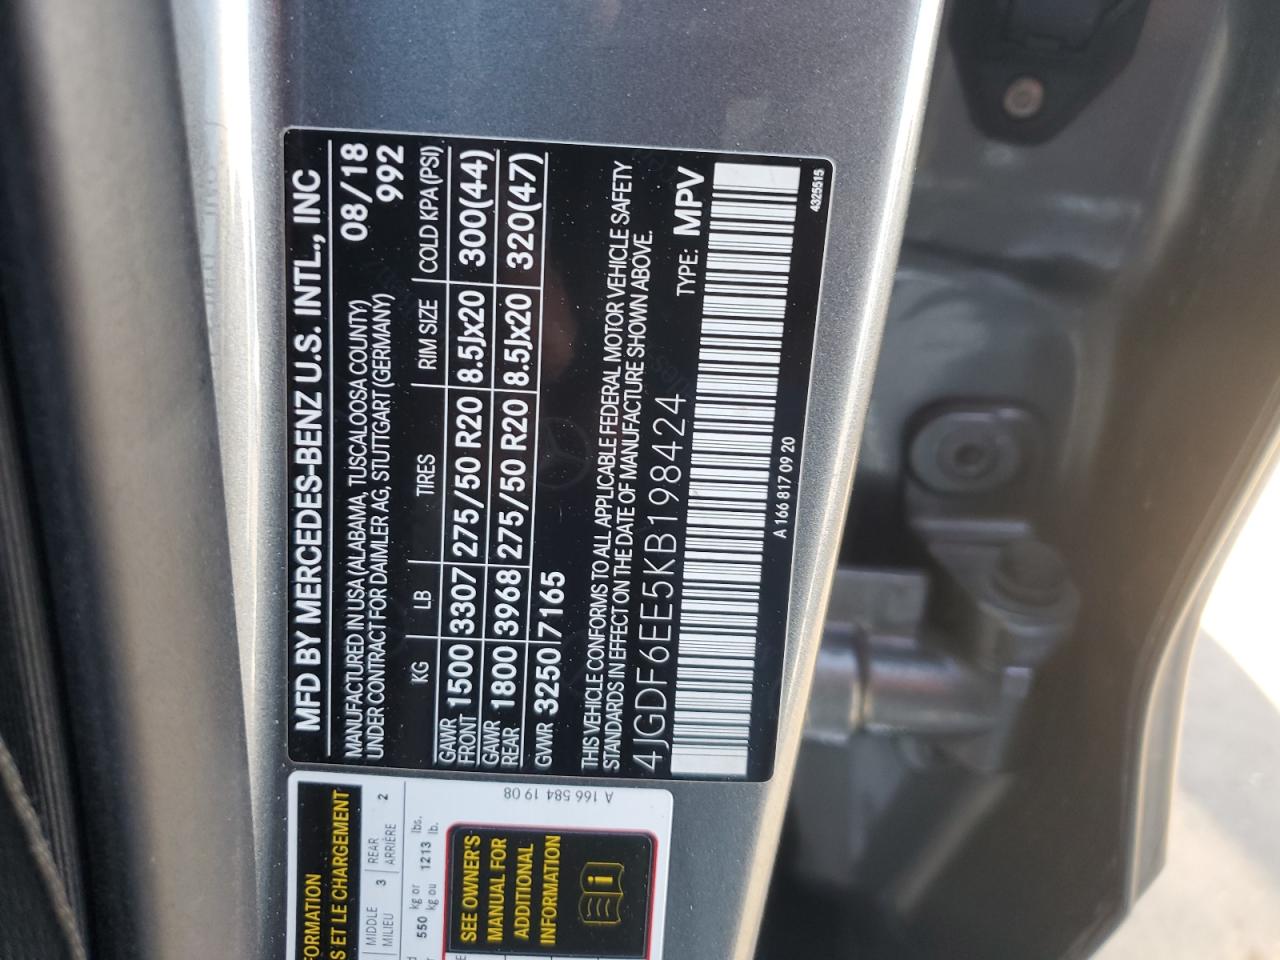 MFD BY MERCEDES-BENZ U.S. INTL., INC
MANUFACTURED IN USA (ALABAMA, TUSCALOOSA COUNTY) 08/18
UNDER CONTRACT FOR DAIMLER AG, STUTTGART (GERMANY) 992
KG LB TIRES RIM SIZE COLD KPA (PSI)
GAWR FRONT 1500 3307 275/50 R20 8.5Jx20 300(44)
GAWR REAR 1800 3968 275/50 R20 8.5Jx20 320(47)
GVWR 3250 7165
THIS VEHICLE CONFORMS TO ALL APPLICABLE FEDERAL MOTOR VEHICLE SAFETY
STANDARDS IN EFFECT ON THE DATE OF MANUFACTURE SHOWN ABOVE.
4JGDF6EE5KB198424 TYPE: MPV
A 166 817 09 20 4325515
A 166 584 19 08
S ET LE CHARGEMENT
MIDDLE 3 REAR 2
MILIEU ARRIÈRE
550 kg or 1213 lbs.
kg ou lb.
SEE OWNER'S
MANUAL FOR
ADDITIONAL
INFORMATION